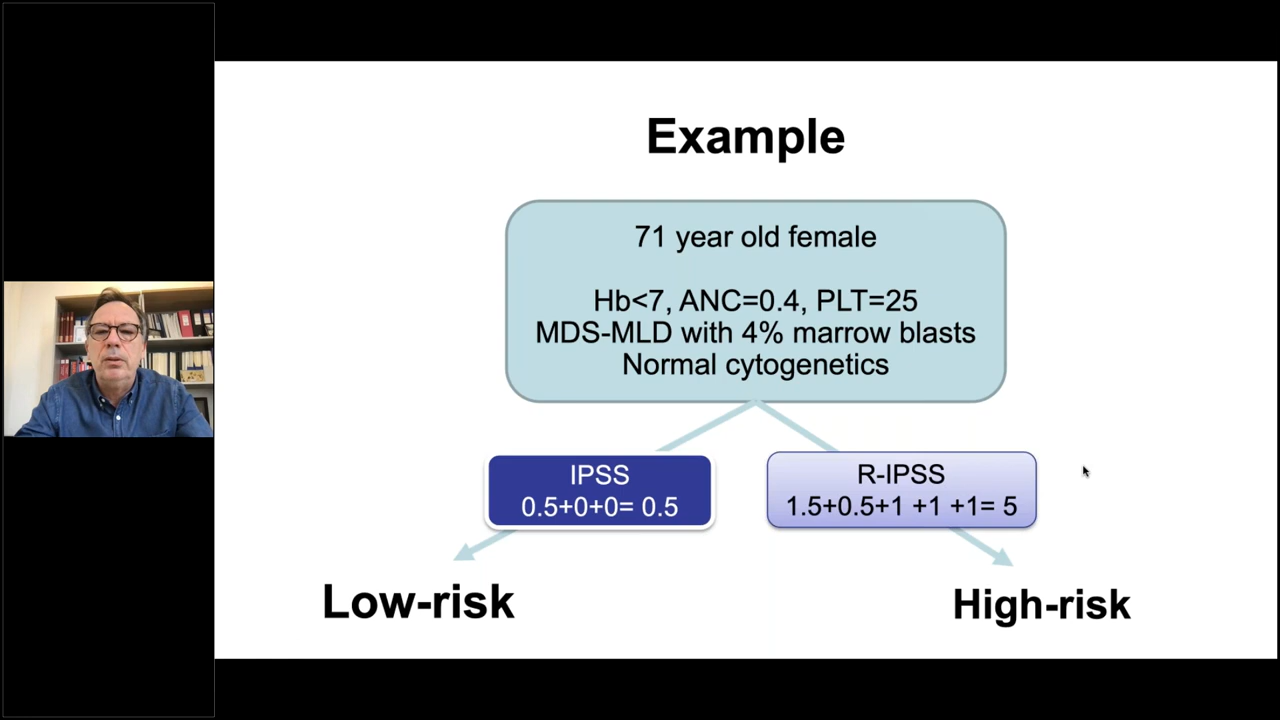 Example
71 year old female
Hb<7, ANC=0.4, PLT=25
MDS-MLD with 4% marrow blasts
Normal cytogenetics
IPSS
0.5+0+0= 0.5
R-IPSS
1.5+0.5+1 +1 +1= 5
Low-risk
High-risk